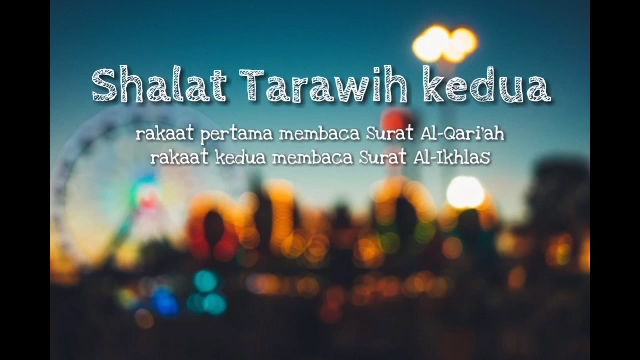 Shalat Tarawih kedua
rakaat pertama membaca Surat Al-Qari'ah
rakaat kedua membaca Surat Al-Ikhlas